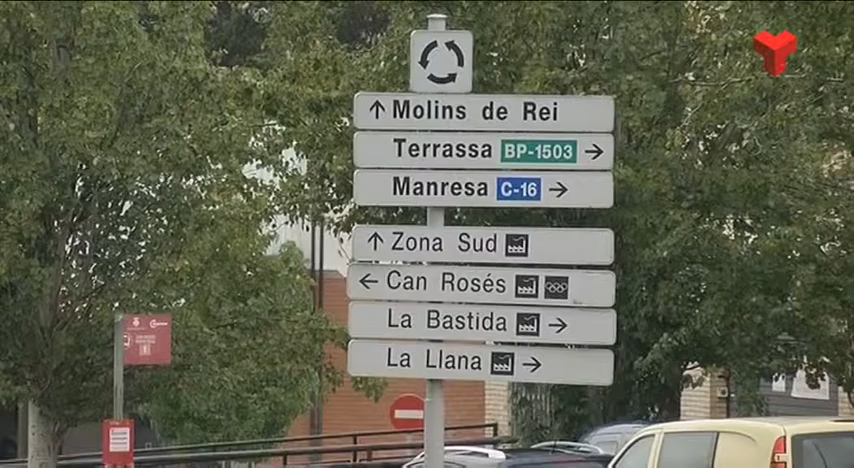 Molins de Rei
Terrassa BP-1503
Manresa C-16
Zona Sud
Can Rosés
La Bastida
La Llana